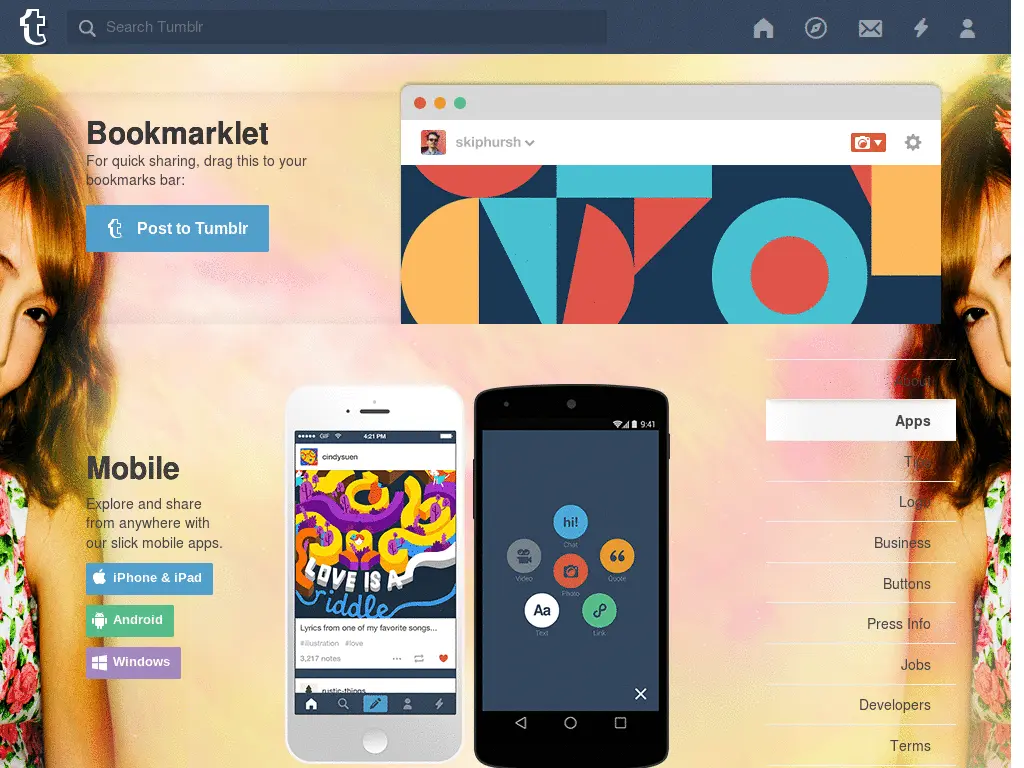 Search Tumblr
Bookmarklet
For quick sharing, drag this to your
bookmarks bar:
Post to Tumblr
skiphursh
About
Apps
Logo
Business
Buttons
Press Info
Jobs
Developers
Terms
Mobile
Explore and share
from anywhere with
our slick mobile apps.
iPhone & iPad
Android
Windows
GIF 4:21 PM
cindysuen
LOVE IS A
riddle
Lyrics from one of my favorite songs...
#illustration #love
3,217 notes
rustic-things
9:41
hi!
Chat
Video
Quote
Photo
Aa
Text
Link